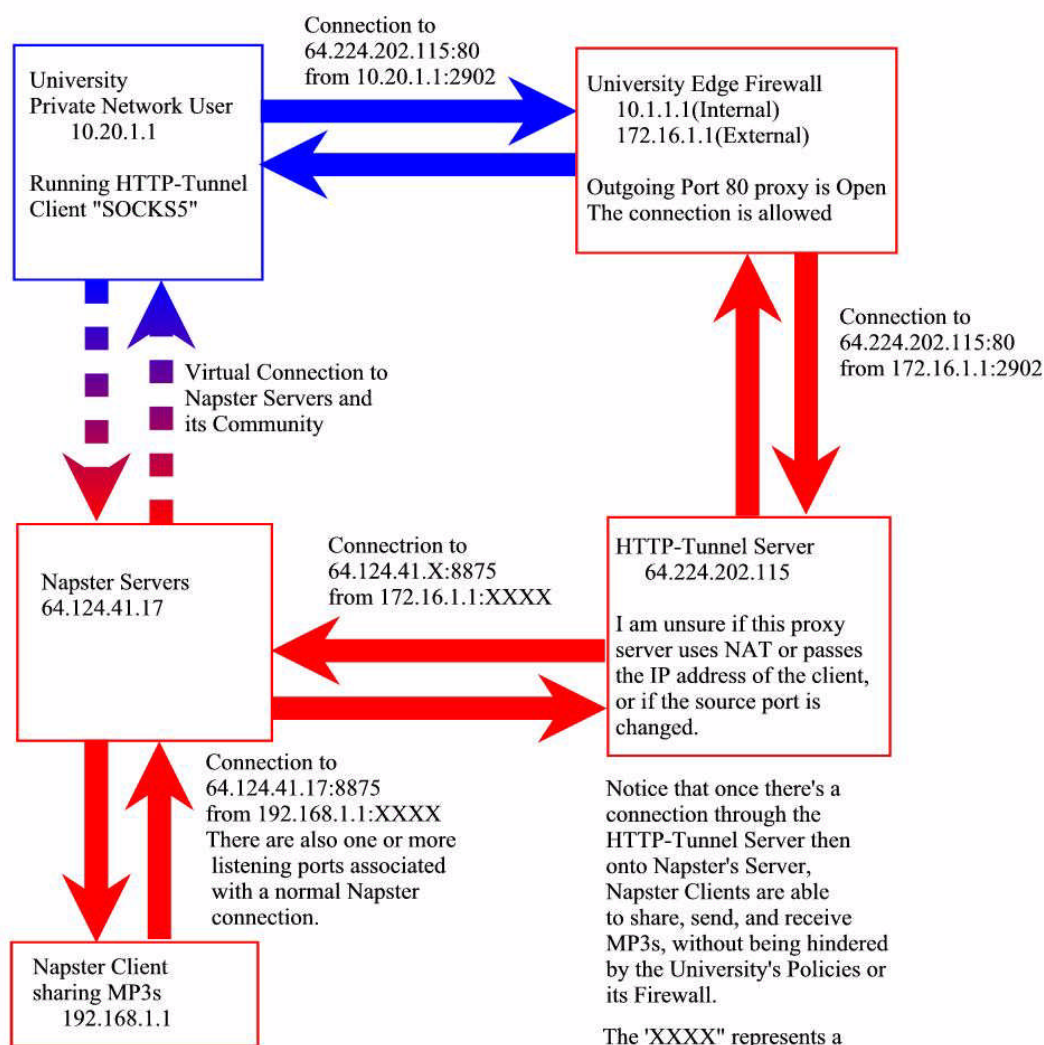 Connection to
64.224.202.115:80
from 10.20.1.1:2902
University
Private Network User
10.20.1.1
Running HTTP-Tunnel
Client "SOCKS5"
University Edge Firewall
10.1.1.1(Internal)
172.16.1.1(External)
Outgoing Port 80 proxy is Open
The connection is allowed
Connection to
64.224.202.115:80
from 172.16.1.1:2902
Virtual Connection to
Napster Servers and
its Community
Napster Servers
64.124.41.17
Connectrion to
64.124.41.X:8875
from 172.16.1.1:XXXX
HTTP-Tunnel Server
64.224.202.115
I am unsure if this proxy
server uses NAT or passes
the IP address of the client,
or if the source port is
changed.
Connection to
64.124.41.17:8875
from 192.168.1.1:XXXX
There are also one or more
listening ports associated
with a normal Napster
connection.
Notice that once there's a
connection through the
HTTP-Tunnel Server then
onto Napster's Server,
Napster Clients are able
to share, send, and receive
MP3s, without being hindered
by the University's Policies or
its Firewall.
Napster Client
sharing MP3s
192.168.1.1
The 'XXXX" represents a